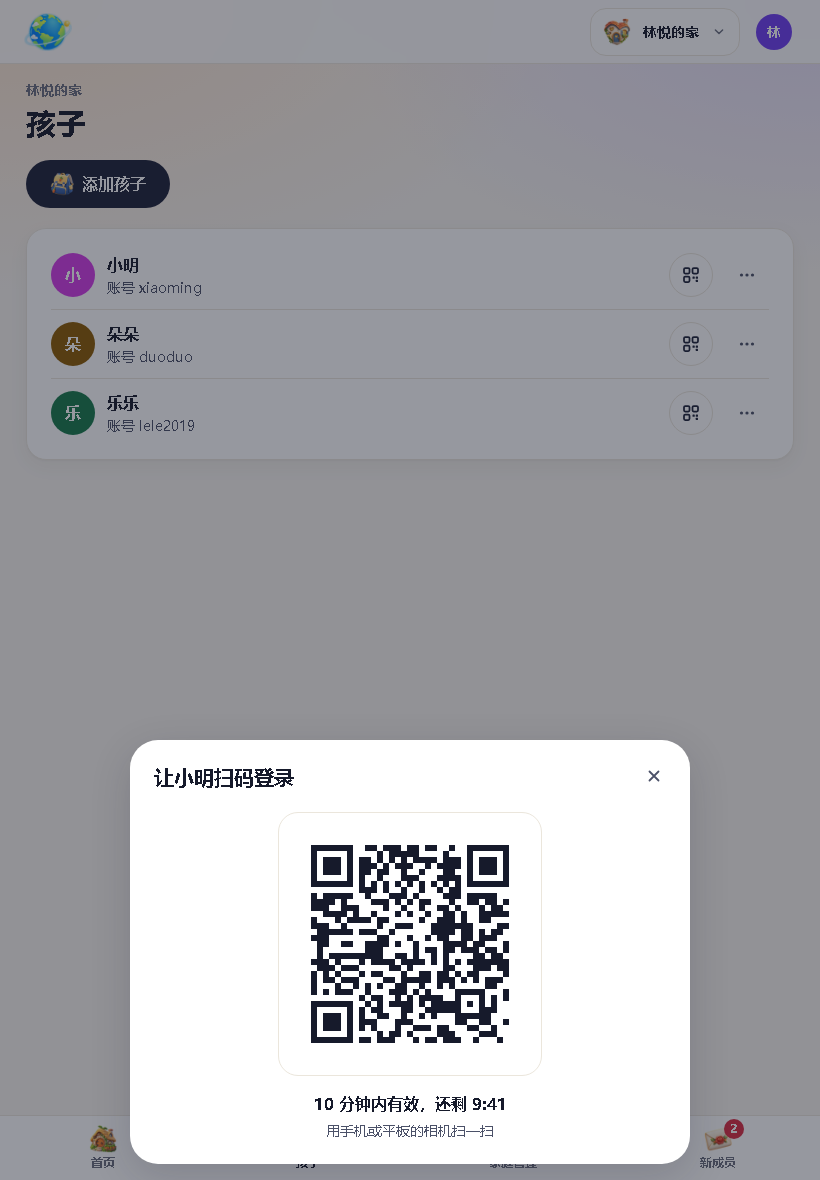 林悦的家
林
林悦的家
孩子
添加孩子
小
小明
账号 xiaoming
朵
朵朵
账号 duoduo
乐
乐乐
账号 lele2019
让小明扫码登录
10 分钟内有效，还剩 9:41
用手机或平板的相机扫一扫
首页
2
新成员